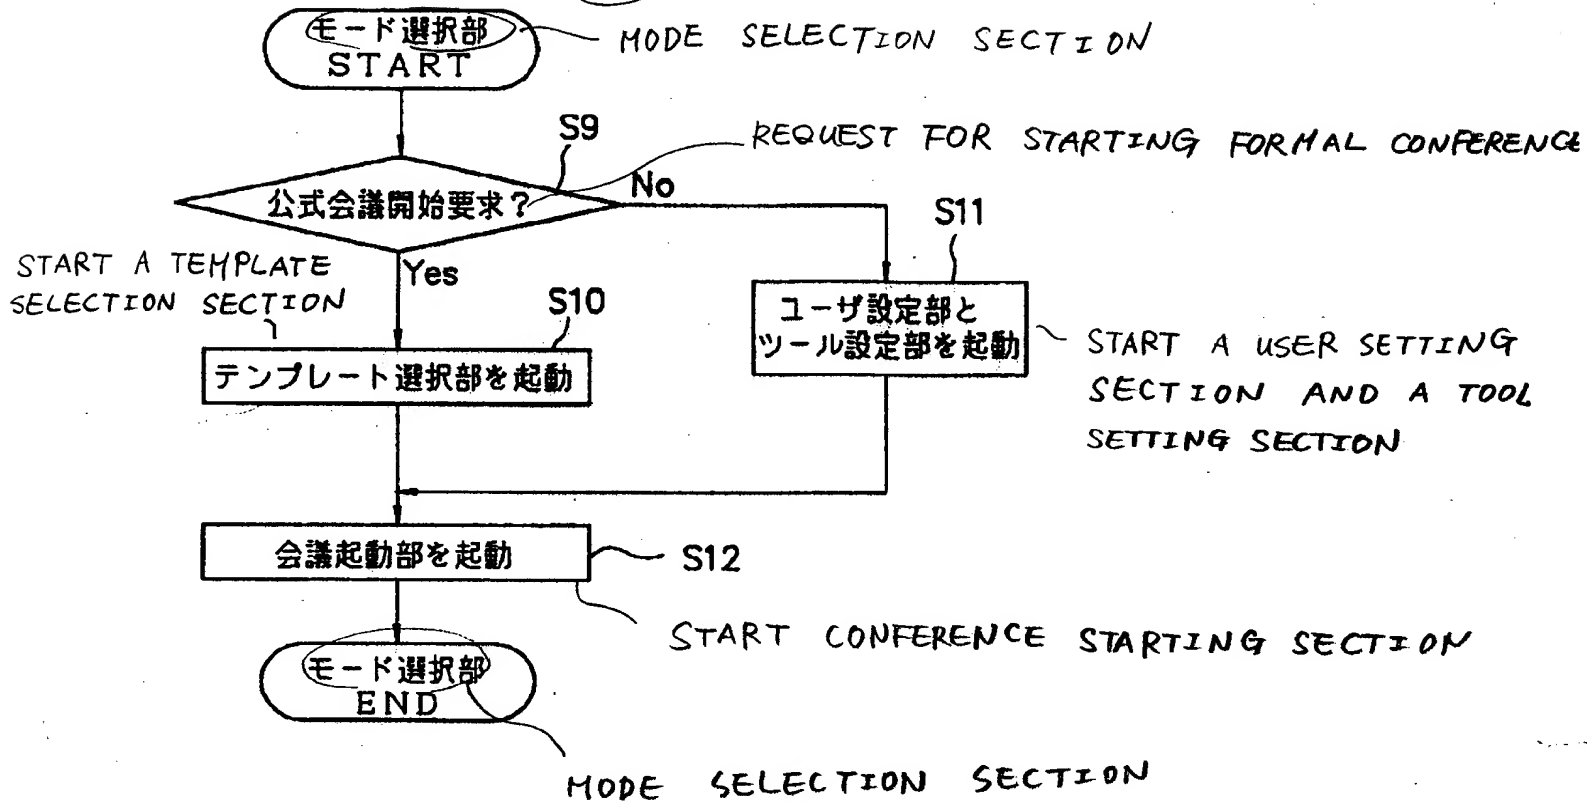 モード選択部
START
MODE SELECTION SECTION
S9
REQUEST FOR STARTING FORMAL CONFERENCE
公式会議開始要求？
No
S11
START A TEMPLATE
SELECTION SECTION
Yes
S10
ユーザ設定部と
ツール設定部を起動
START A USER SETTING
SECTION AND A TOOL
SETTING SECTION
テンプレート選択部を起動
会議起動部を起動
S12
START CONFERENCE STARTING SECTION
モード選択部
END
MODE SELECTION SECTION